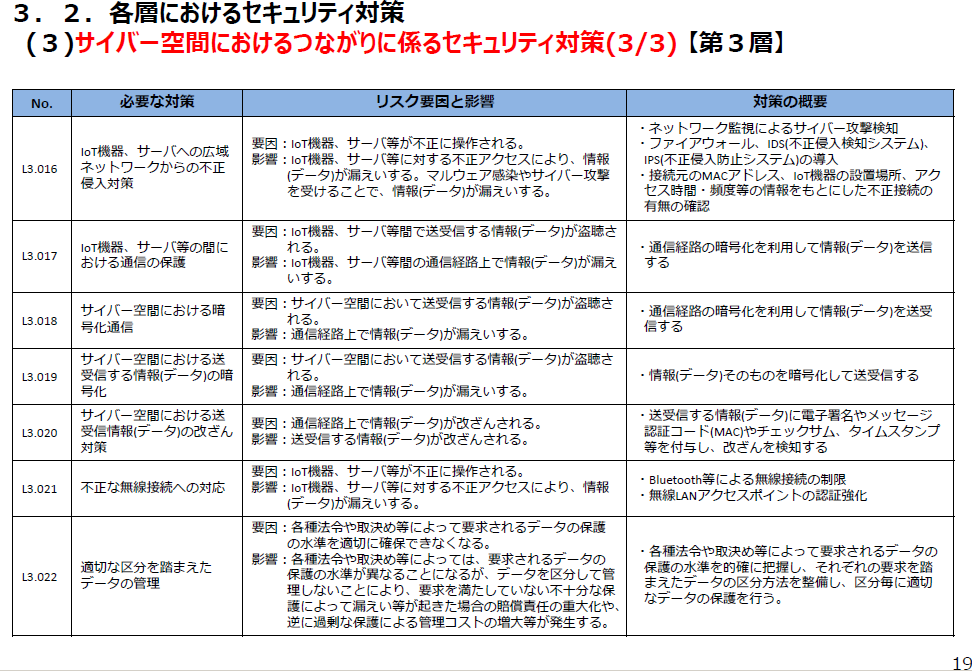 ３．２．各層におけるセキュリティ対策
(３)サイバー空間におけるつながりに係るセキュリティ対策(3/3)【第３層】
No. 必要な対策 リスク要因と影響 対策の概要
L3.016
IoT機器、サーバへの広域
ネットワークからの不正
侵入対策
要因：IoT機器、サーバ等が不正に操作される。
影響：IoT機器、サーバ等に対する不正アクセスにより、情報
(データ)が漏えいする。マルウェア感染やサイバー攻撃
を受けることで、情報(データ)が漏えいする。
・ネットワーク監視によるサイバー攻撃検知
・ファイアウォール、IDS(不正侵入検知システム)、
IPS(不正侵入防止システム)の導入
・接続元のMACアドレス、IoT機器の設置場所、アク
セス時間・頻度等の情報をもとにした不正接続の
有無の確認
L3.017
IoT機器、サーバ等の間に
おける通信の保護
要因：IoT機器、サーバ等間で送受信する情報(データ)が盗聴さ
れる。
影響：IoT機器、サーバ等間の通信経路上で情報(データ)が漏え
いする。
・通信経路の暗号化を利用して情報(データ)を送信
する
L3.018
サイバー空間における暗
号化通信
要因：サイバー空間において送受信する情報(データ)が盗聴さ
れる。
影響：通信経路上で情報(データ)が漏えいする。
・通信経路の暗号化を利用して情報(データ)を送受
信する
L3.019
サイバー空間における送
受信する情報(データ)の暗
号化
要因：サイバー空間において送受信する情報(データ)が盗聴さ
れる。
影響：通信経路上で情報(データ)が漏えいする。
・情報(データ)そのものを暗号化して送受信する
L3.020
サイバー空間における送
受信情報(データ)の改ざん
対策
要因：通信経路上で情報(データ)が改ざんされる。
影響：送受信する情報(データ)が改ざんされる。
・送受信する情報(データ)に電子署名やメッセージ
認証コード(MAC)やチェックサム、タイムスタンプ
等を付与し、改ざんを検知する
L3.021
不正な無線接続への対応
要因：IoT機器、サーバ等が不正に操作される。
影響：IoT機器、サーバ等に対する不正アクセスにより、情報
(データ)が漏えいする。
・Bluetooth等による無線接続の制限
・無線LANアクセスポイントの認証強化
L3.022
適切な区分を踏まえた
データの管理
要因：各種法令や取決め等によって要求されるデータの保護
の水準を適切に確保できなくなる。
影響：各種法令や取決め等によっては、要求されるデータの
保護の水準が異なることになるが、データを区分して管
理しないことにより、要求を満たしていない不十分な保
護によって漏えい等が起きた場合の賠償責任の重大化や、
逆に過剰な保護による管理コストの増大等が発生する。
・各種法令や取決め等によって要求されるデータの
保護の水準を的確に把握し、それぞれの要求を踏
まえたデータの区分方法を整備し、区分毎に適切
なデータの保護を行う。
19